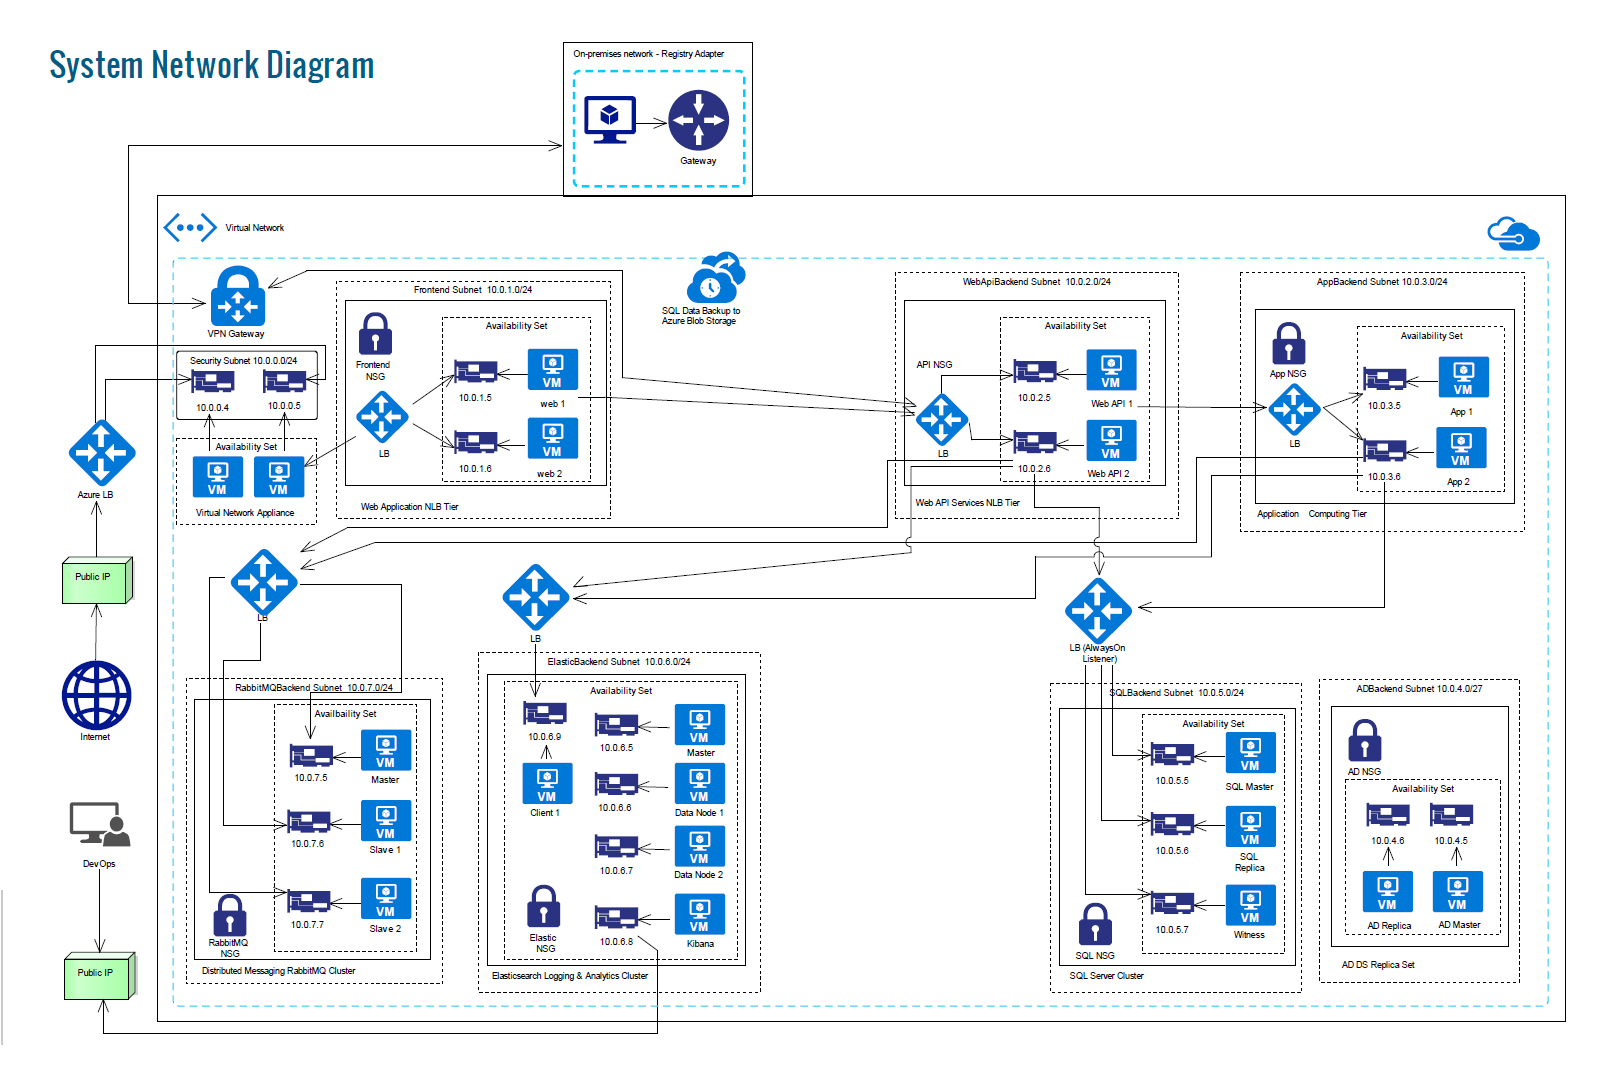 System Network Diagram
On-premises network - Registry Adapter
Gateway
Virtual Network
VPN Gateway
SQL Data Backup to
Azure Blob Storage
Security Subnet 10.0.0.0/24
10.0.0.4
10.0.0.5
Availability Set
VM
VM
Virtual Network Appliance
Azure LB
Public IP
Internet
DevOps
Public IP
Frontend Subnet 10.0.1.0/24
Availability Set
Frontend
NSG
LB
10.0.1.5
VM
web 1
10.0.1.6
VM
web 2
Web Application NLB Tier
WebApiBackend Subnet 10.0.2.0/24
Availability Set
API NSG
LB
10.0.2.5
VM
Web API 1
10.0.2.6
VM
Web API 2
Web API Services NLB Tier
AppBackend Subnet 10.0.3.0/24
Availability Set
App NSG
LB
10.0.3.5
VM
App 1
10.0.3.6
VM
App 2
Application Computing Tier
LB
RabbitMQBackend Subnet 10.0.7.0/24
Availbaility Set
10.0.7.5
VM
Master
10.0.7.6
VM
Slave 1
10.0.7.7
VM
Slave 2
RabbitMQ
NSG
Distributed Messaging RabbitMQ Cluster
LB
ElasticBackend Subnet 10.0.6.0/24
Availability Set
10.0.6.9
VM
Client 1
10.0.6.5
VM
Master
10.0.6.6
VM
Data Node 1
10.0.6.7
VM
Data Node 2
10.0.6.8
VM
Kibana
Elastic
NSG
Elasticsearch Logging & Analytics Cluster
LB (AlwaysOn
Listener)
SQLBackend Subnet 10.0.5.0/24
Availability Set
10.0.5.5
VM
SQL Master
10.0.5.6
VM
SQL
Replica
10.0.5.7
VM
Witness
SQL NSG
SQL Server Cluster
ADBackend Subnet 10.0.4.0/27
AD NSG
Availability Set
10.0.4.6
10.0.4.5
VM
VM
AD Replica
AD Master
AD DS Replica Set